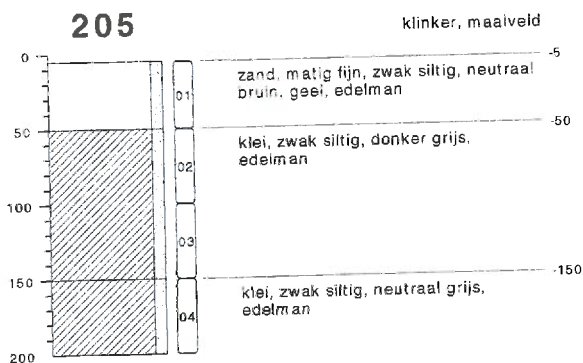 205
klinker, maaiveld
0
-5
zand, matig fijn, zwak siltig, neutraal
bruin, geel, edelman
01
50
-50
klei, zwak siltig, donker grijs,
edelman
02
100
03
150
-150
klei, zwak siltig, neutraal grijs,
edelman
04
200